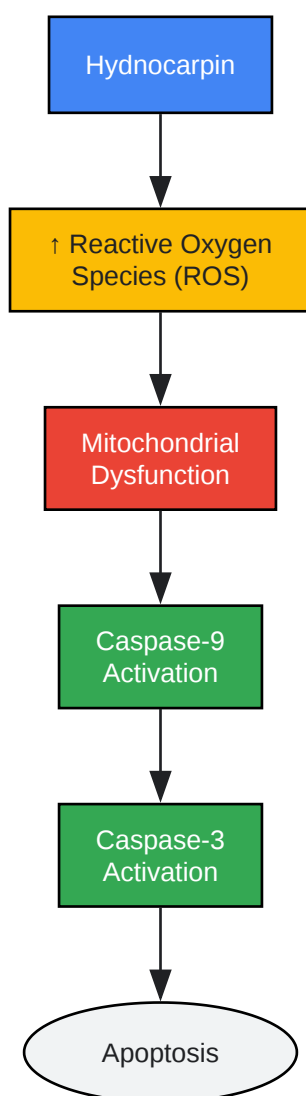 Hydnocarpin
↑ Reactive Oxygen
Species (ROS)
Mitochondrial
Dysfunction
Caspase-9
Activation
Caspase-3
Activation
Apoptosis